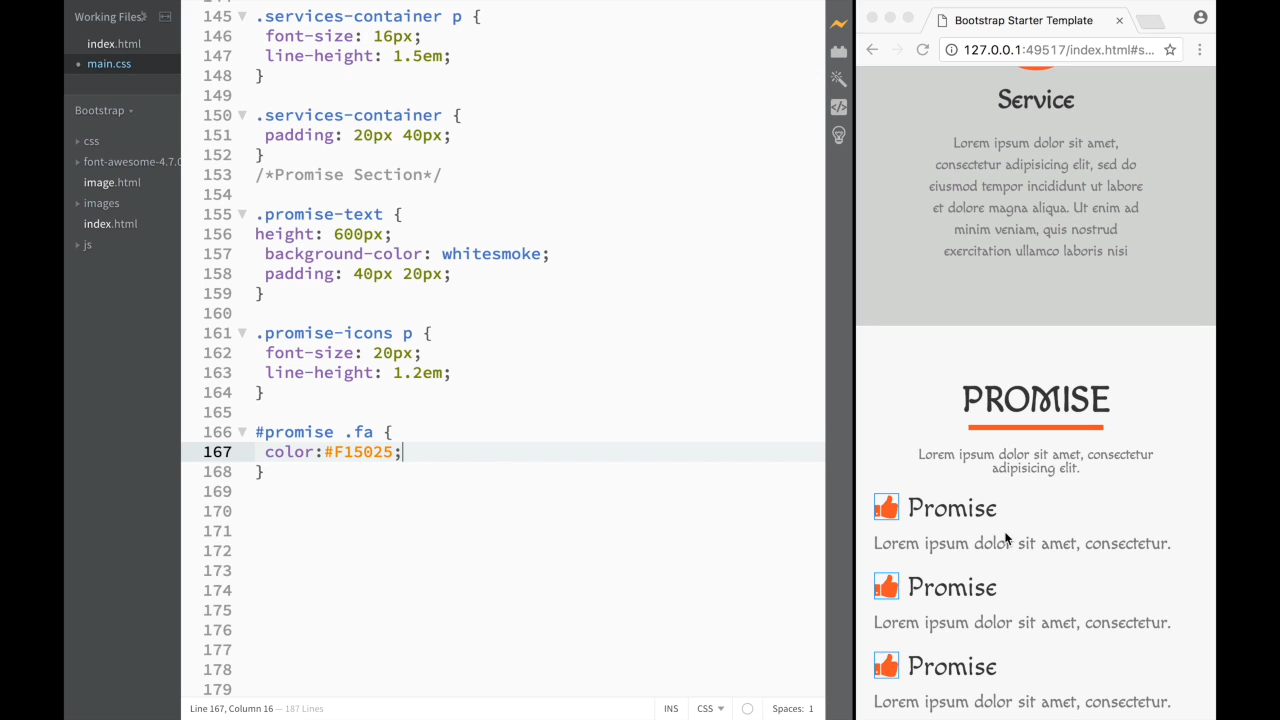 Working Files
index.html
main.css
Bootstrap
css
font-awesome-4.7.0
image.html
images
index.html
js
145 .services-container p {
146 font-size: 16px;
147 line-height: 1.5em;
148 }
149
150 .services-container {
151 padding: 20px 40px;
152 }
153 /*Promise Section*/
154
155 .promise-text {
156 height: 600px;
157 background-color: whitesmoke;
158 padding: 40px 20px;
159 }
160
161 .promise-icons p {
162 font-size: 20px;
163 line-height: 1.2em;
164 }
165
166 #promise .fa {
167 color:#F15025;
168 }
169
170
171
172
173
174
175
176
177
178
179
Line 167, Column 16 — 187 Lines
INS CSS Spaces: 1
Bootstrap Starter Template
127.0.0.1:49517/index.html#s...
Service
Lorem ipsum dolor sit amet,
consectetur adipisicing elit, sed do
eiusmod tempor incididunt ut labore
et dolore magna aliqua. Ut enim ad
minim veniam, quis nostrud
exercitation ullamco laboris nisi
PROMISE
Lorem ipsum dolor sit amet, consectetur
adipisicing elit.
Promise
Lorem ipsum dolor sit amet, consectetur.
Promise
Lorem ipsum dolor sit amet, consectetur.
Promise
Lorem ipsum dolor sit amet, consectetur.